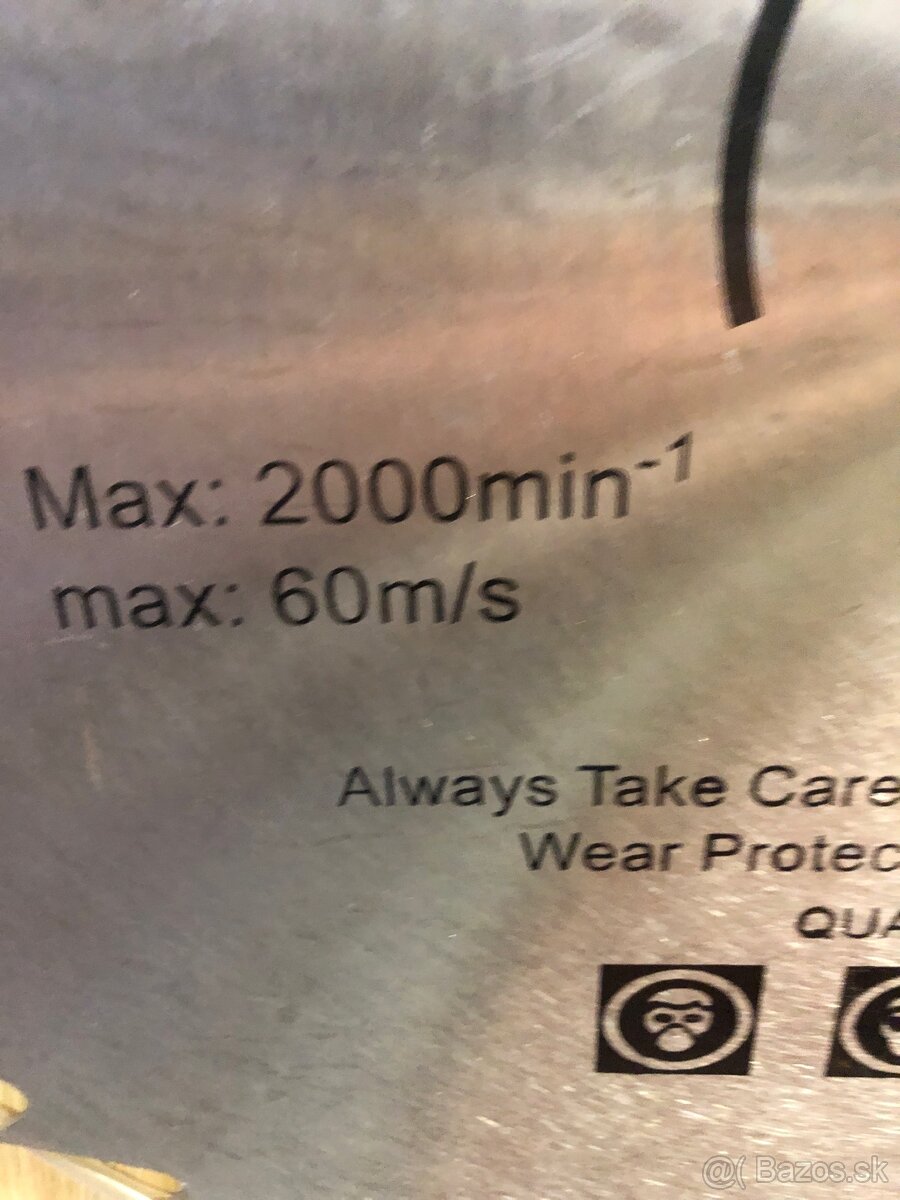 Max: 2000min⁻¹
max: 60m/s
Always Take Care
Wear Protec
QUA
@( Bazos.sk